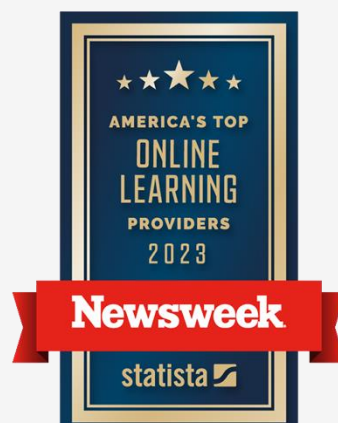 AMERICA'S TOP
ONLINE
LEARNING
PROVIDERS
2023
Newsweek
statista